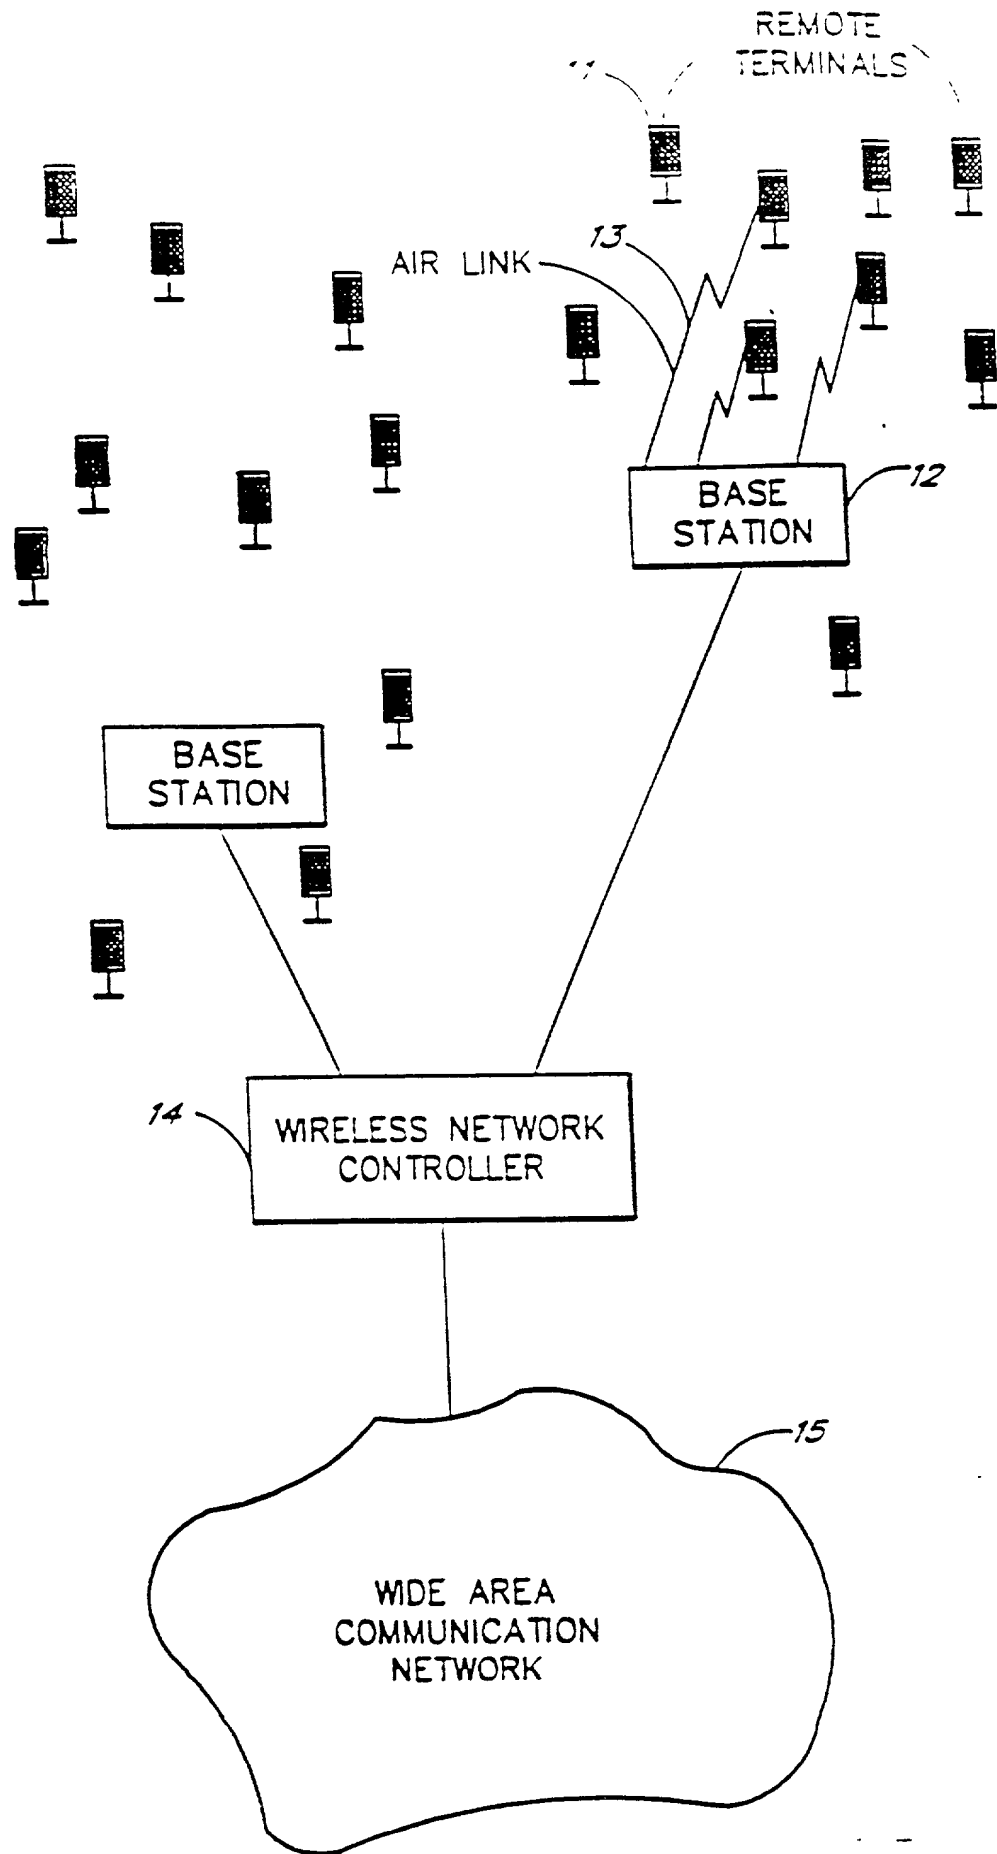 REMOTE
TERMINALS
11
13
AIR LINK
BASE
STATION
12
BASE
STATION
14
WIRELESS NETWORK
CONTROLLER
15
WIDE AREA
COMMUNICATION
NETWORK